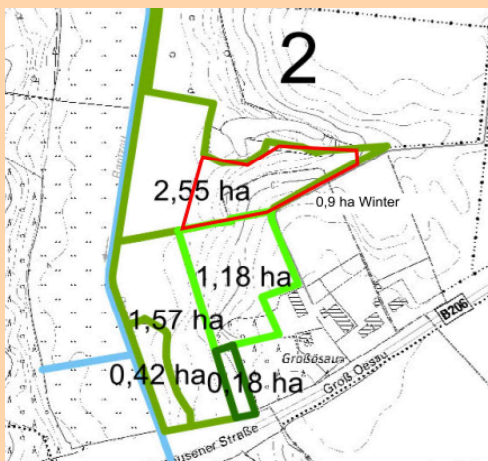 2
2,55 ha
0,9 ha Winter
1,18 ha
B206
1,57 ha
Großösau
Groß Oesau
0,42 ha
0,18 ha
usener Straße